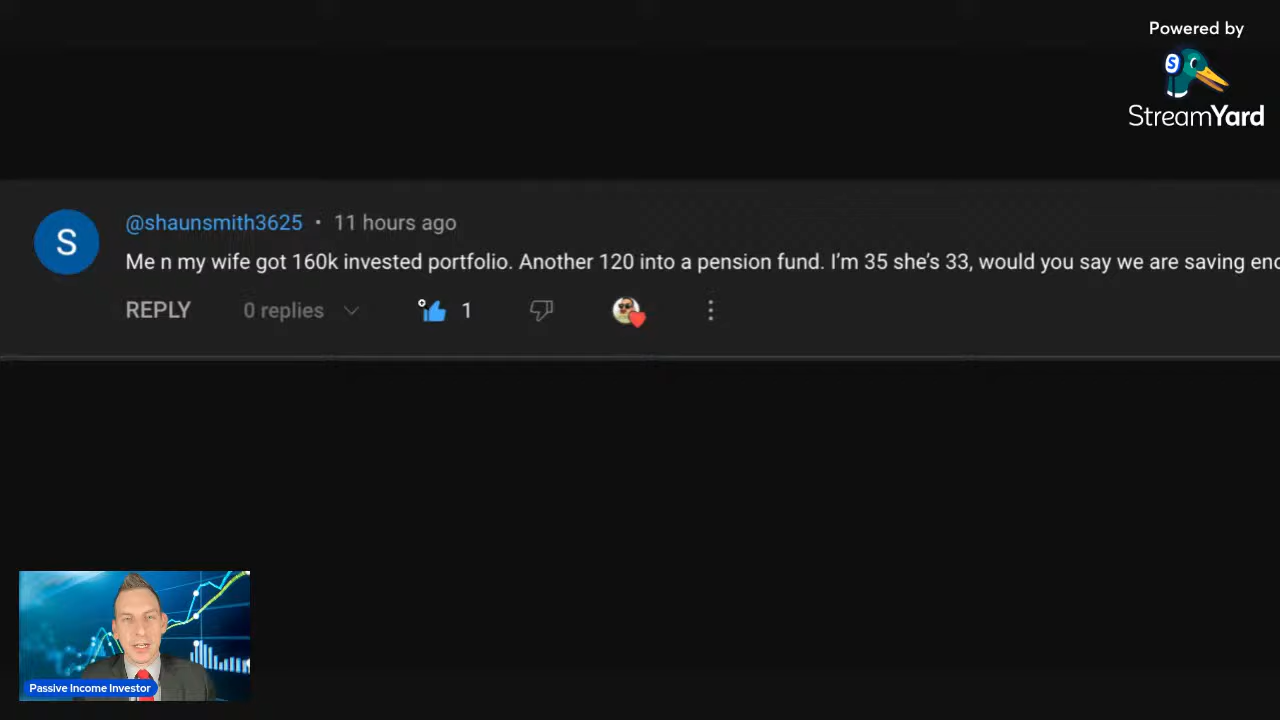 Powered by
S
StreamYard
S
@shaunsmith3625 • 11 hours ago
Me n my wife got 160k invested portfolio. Another 120 into a pension fund. I'm 35 she's 33, would you say we are saving
REPLY 0 replies 1
Passive Income Investor